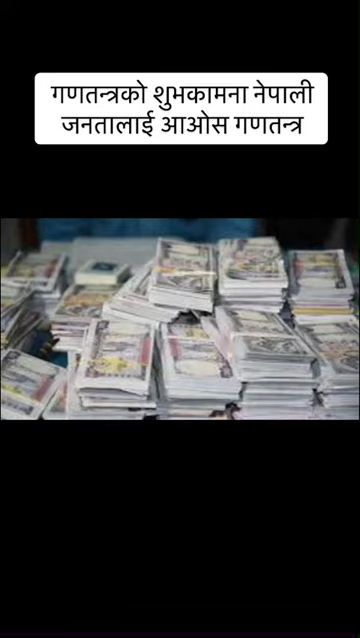 गणतन्त्रको शुभकामना नेपाली
जनतालाई आओस गणतन्त्र